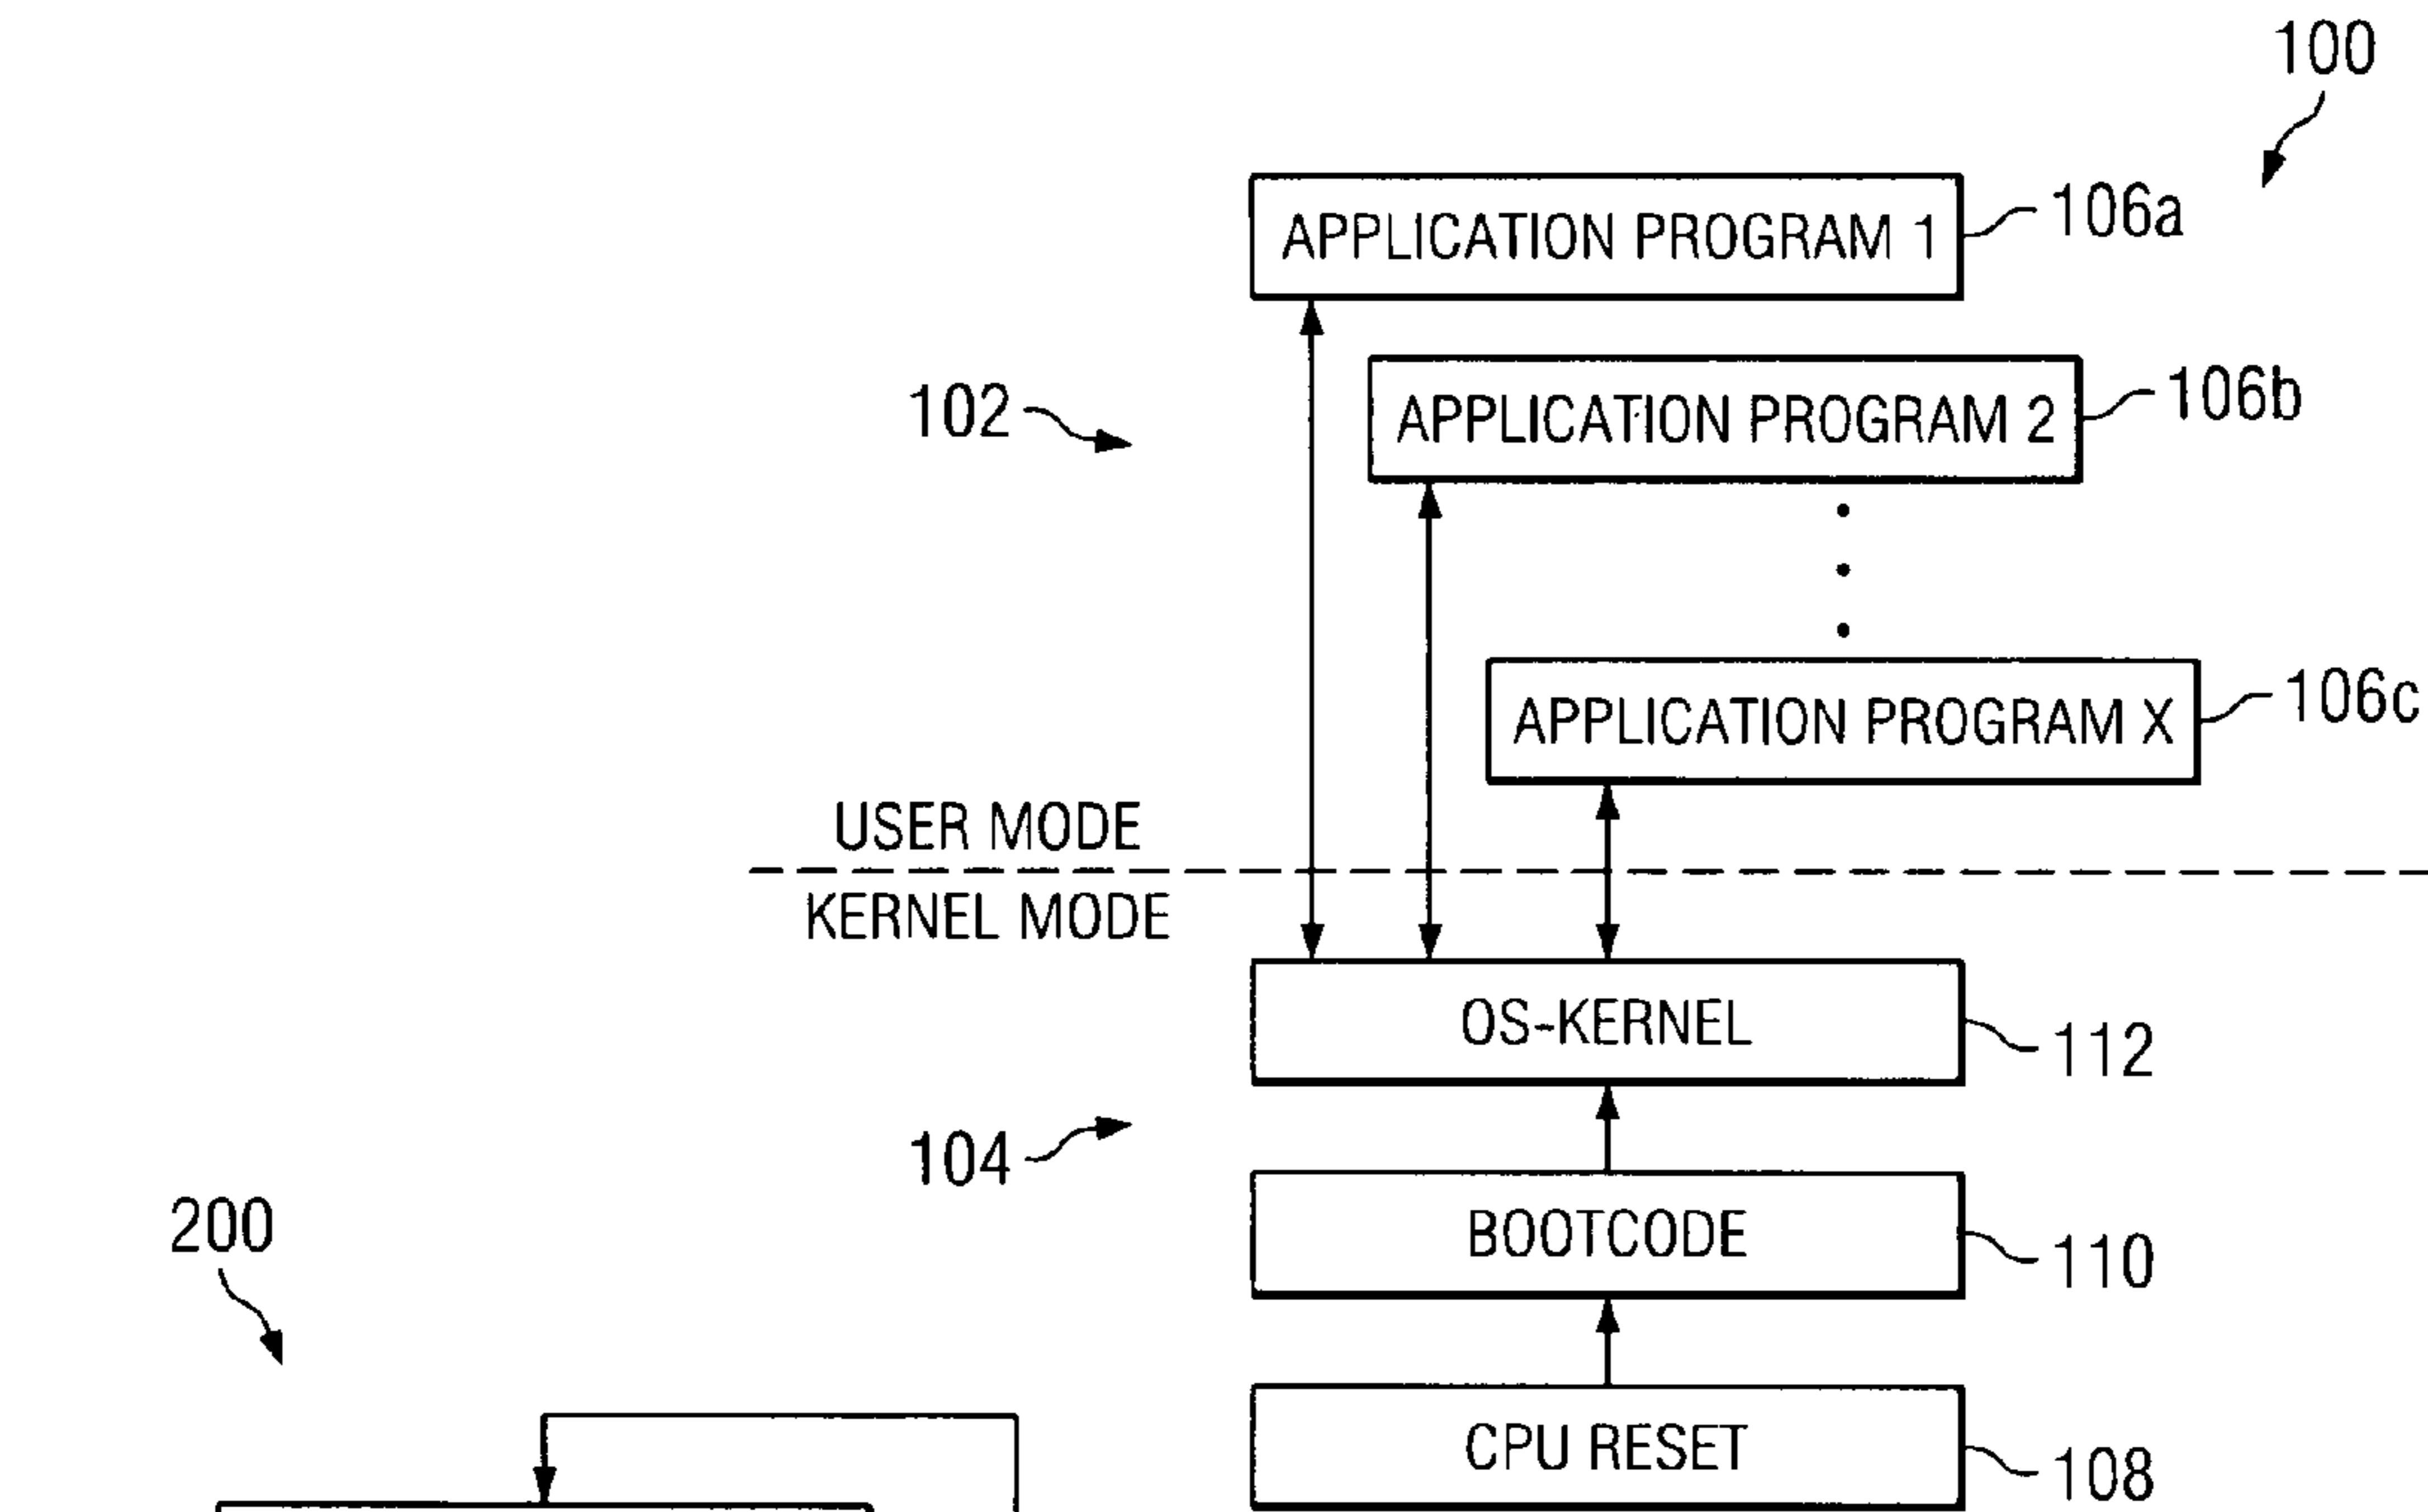 100
APPLICATION PROGRAM 1
106a
102
APPLICATION PROGRAM 2
106b
APPLICATION PROGRAM X
106c
USER MODE
KERNEL MODE
OS-KERNEL
112
104
BOOTCODE
110
200
CPU RESET
108